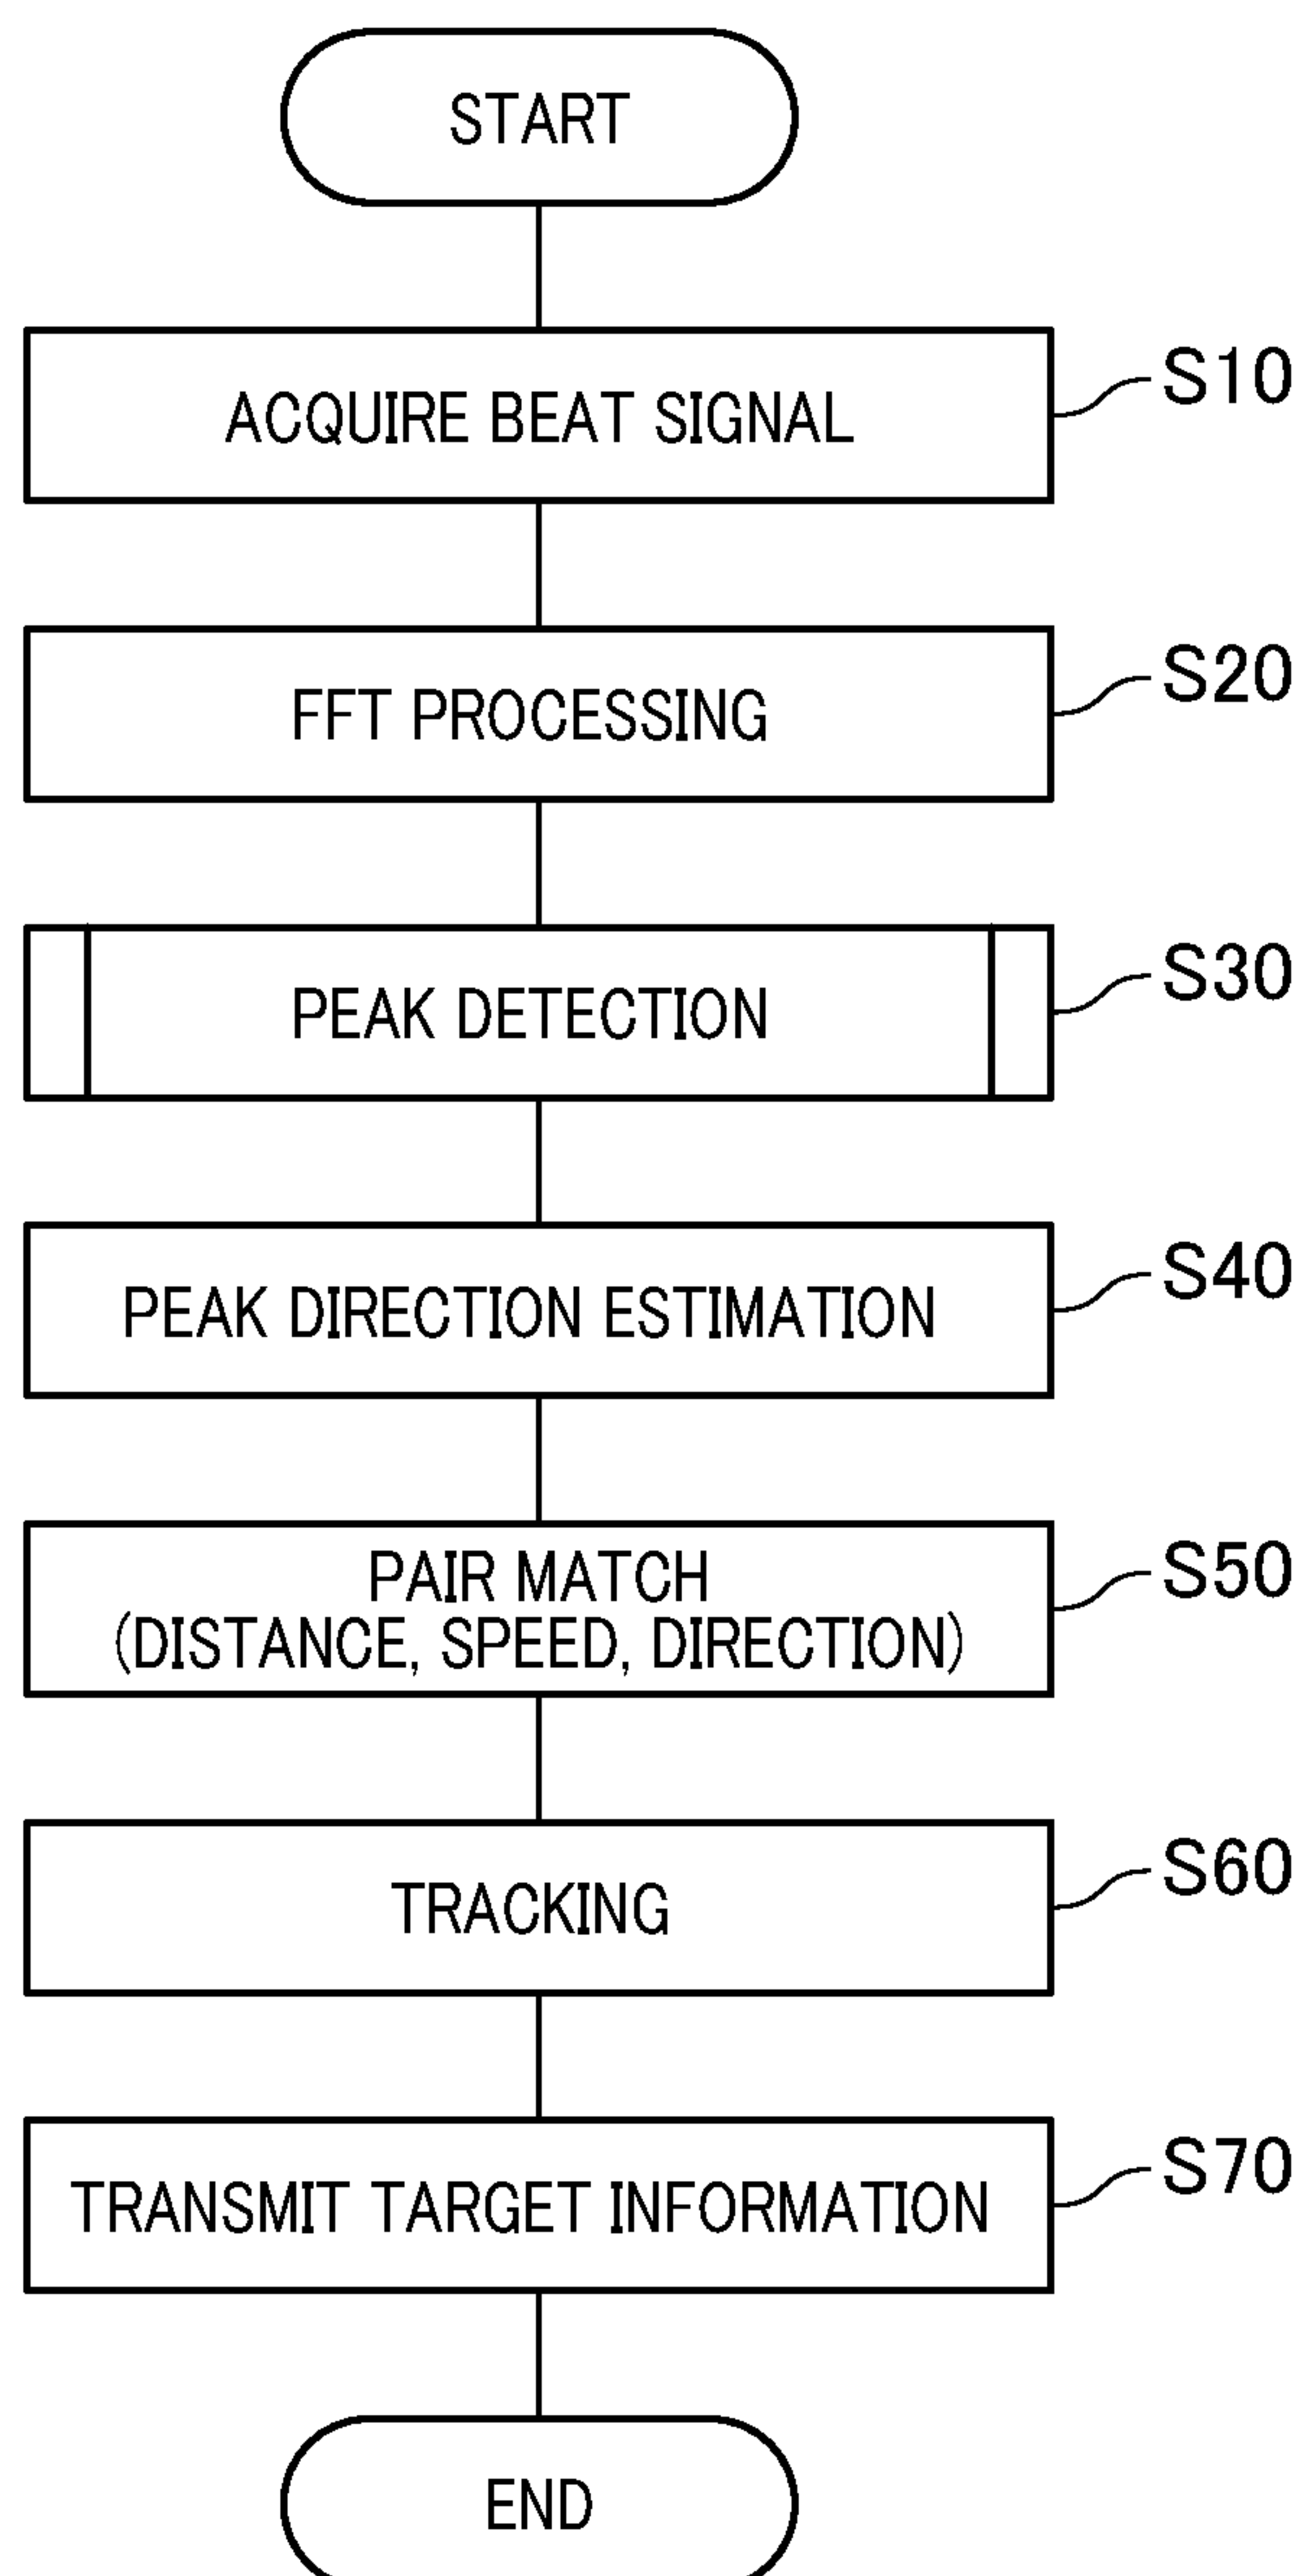 START
ACQUIRE BEAT SIGNAL
S10
FFT PROCESSING
S20
PEAK DETECTION
S30
PEAK DIRECTION ESTIMATION
S40
PAIR MATCH
(DISTANCE, SPEED, DIRECTION)
S50
TRACKING
S60
TRANSMIT TARGET INFORMATION
S70
END